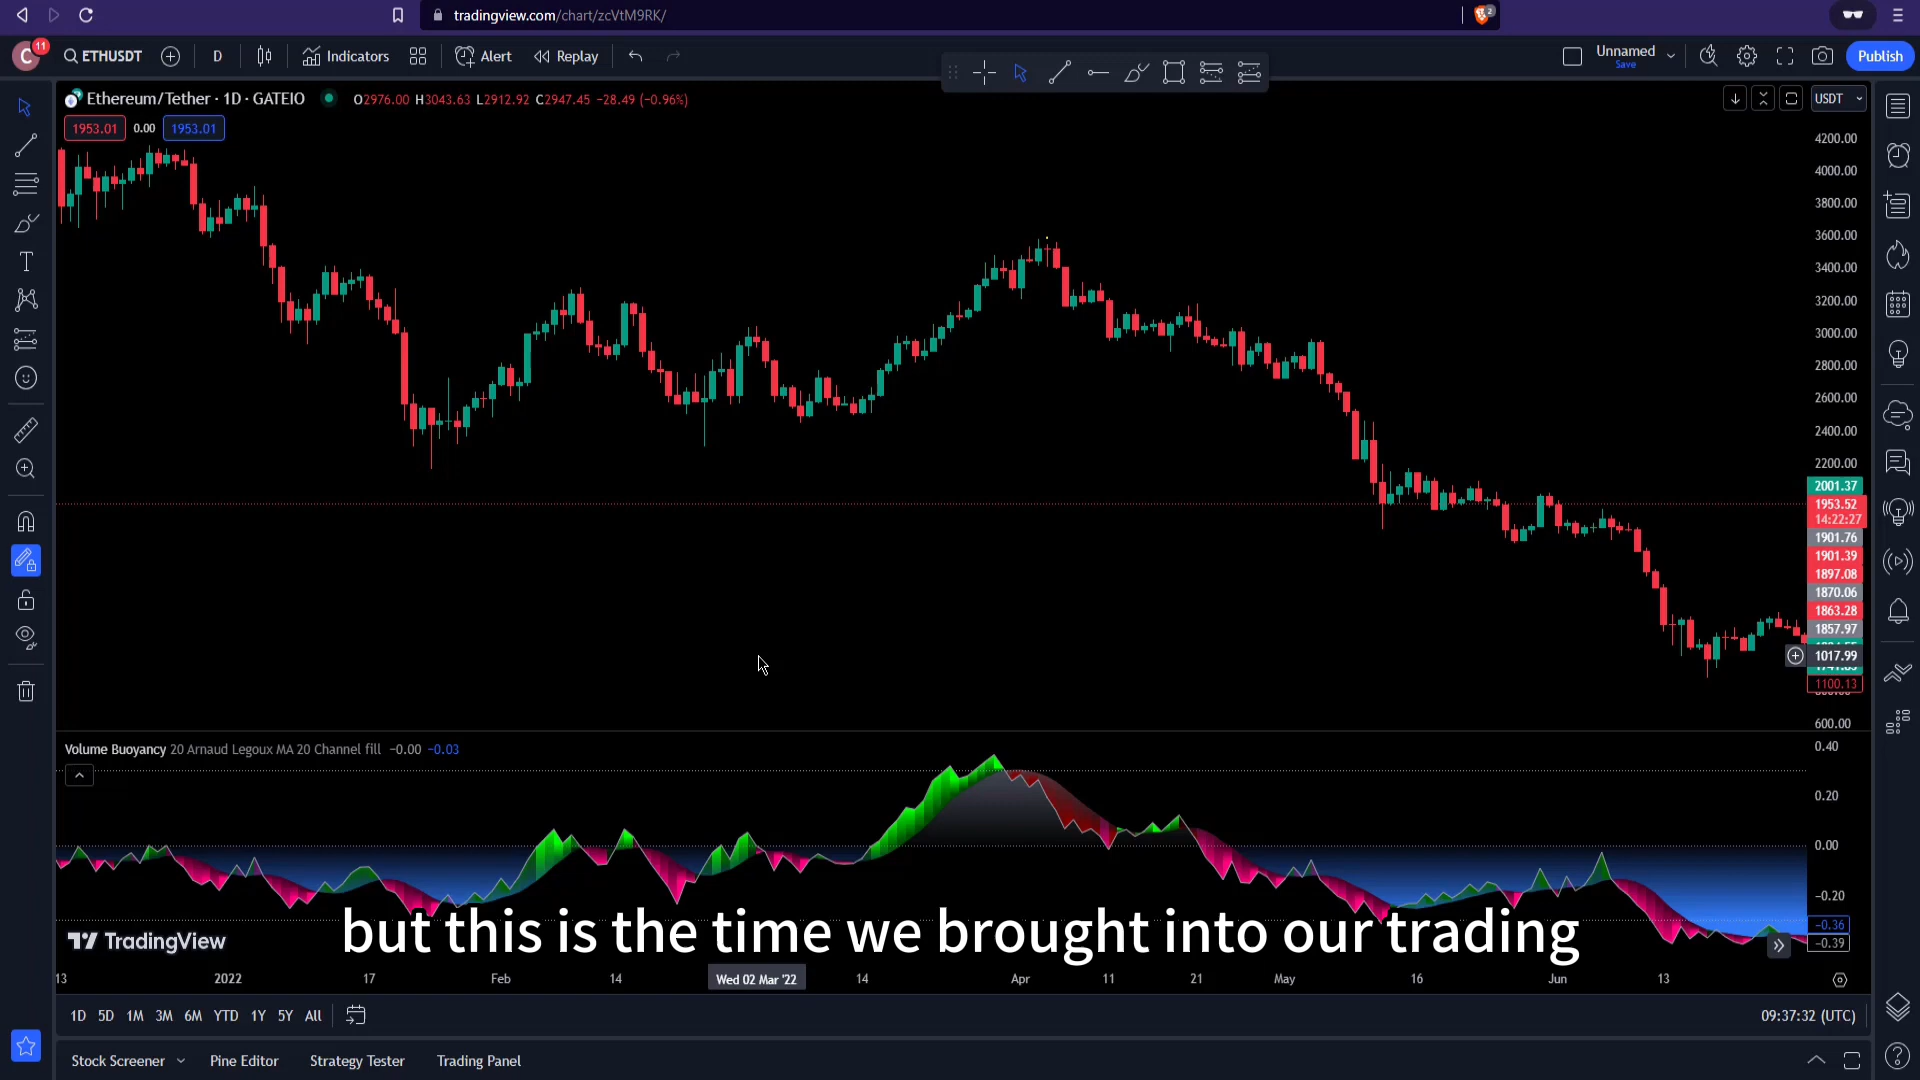 tradingview.com/chart/zcVtM9RK/
2
C
11
ETHUSDT
D
Indicators
Alert
Replay
Unnamed
Save
Publish
Ethereum/Tether · 1D · GATEIO
O2976.00 H3043.63 L2912.92 C2947.45 −28.49 (−0.96%)
USDT
1953.01
0.00
1953.01
4200.00
4000.00
3800.00
3600.00
3400.00
3200.00
3000.00
2800.00
2600.00
2400.00
2200.00
2001.37
1953.52
14:22:27
1901.76
1901.39
1897.08
1870.06
1863.28
1857.97
1017.99
1100.13
600.00
Volume Buoyancy 20 Arnaud Legoux MA 20 Channel fill −0.00 −0.03
0.40
0.20
0.00
−0.20
−0.36
−0.39
TradingView
but this is the time we brought into our trading
13 2022 17 Feb 14 Wed 02 Mar '22 14 Apr 11 21 May 16 Jun 13
1D 5D 1M 3M 6M YTD 1Y 5Y All
09:37:32 (UTC)
Stock Screener Pine Editor Strategy Tester Trading Panel